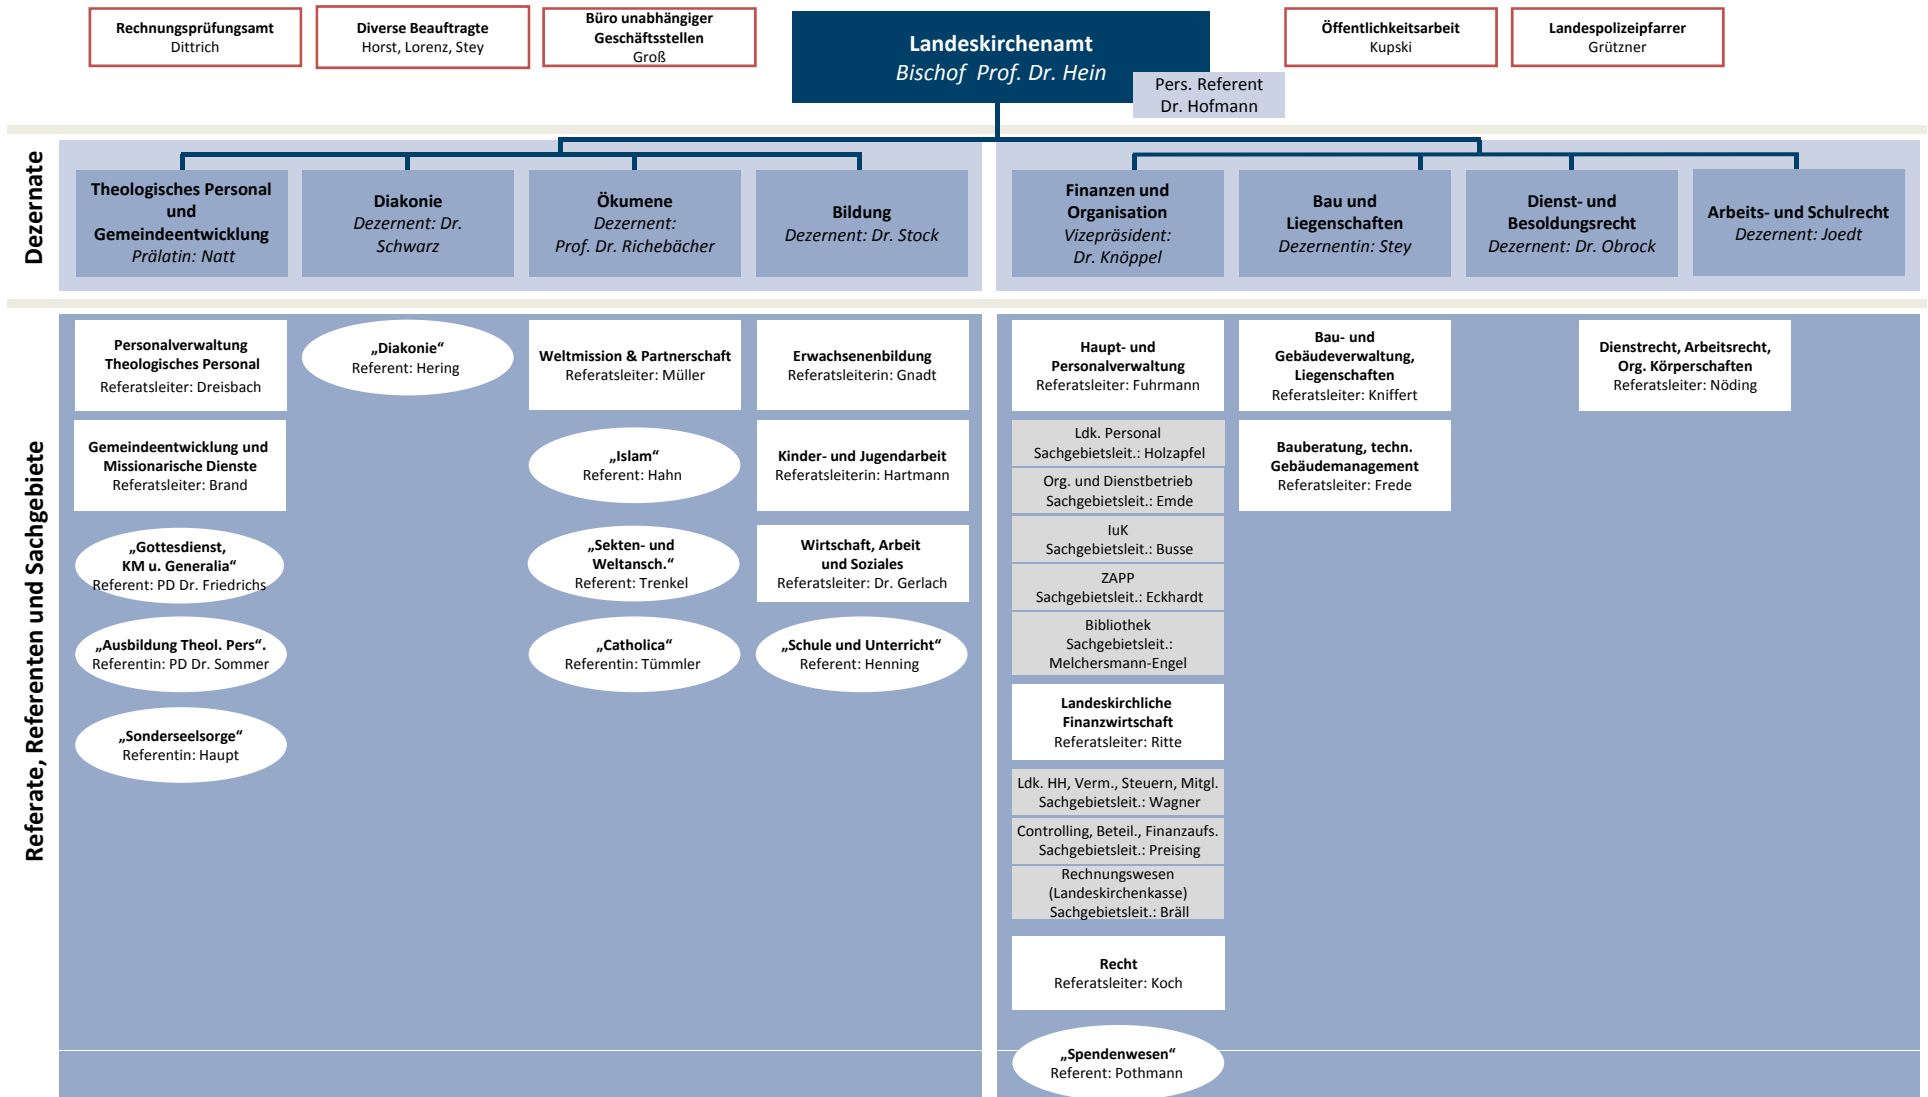 Rechnungsprüfungsamt
Dittrich
Diverse Beauftragte
Horst, Lorenz, Stey
Büro unabhängiger
Geschäftsstellen
Groß
Landeskirchenamt
Bischof Prof. Dr. Hein
Pers. Referent
Dr. Hofmann
Öffentlichkeitsarbeit
Kupski
Landespolizeipfarrer
Grützner
Dezernate
Theologisches Personal
und
Gemeindeentwicklung
Prälatin: Natt
Diakonie
Dezernent: Dr.
Schwarz
Ökumene
Dezernent:
Prof. Dr. Richebächer
Bildung
Dezernent: Dr. Stock
Finanzen und
Organisation
Vizepräsident:
Dr. Knöppel
Bau und
Liegenschaften
Dezernentin: Stey
Dienst- und
Besoldungsrecht
Dezernent: Dr. Obrock
Arbeits- und Schulrecht
Dezernent: Joedt
Referate, Referenten und Sachgebiete
Personalverwaltung
Theologisches Personal
Referatsleiter: Dreisbach
Gemeindeentwicklung und
Missionarische Dienste
Referatsleiter: Brand
„Gottesdienst,
KM u. Generalia“
Referent: PD Dr. Friedrichs
„Ausbildung Theol. Pers“.
Referentin: PD Dr. Sommer
„Sonderseelsorge“
Referentin: Haupt
„Diakonie“
Referent: Hering
Weltmission & Partnerschaft
Referatsleiter: Müller
„Islam“
Referent: Hahn
„Sekten- und
Weltansch.“
Referent: Trenkel
„Catholica“
Referentin: Tümmler
Erwachsenenbildung
Referatsleiterin: Gnadt
Kinder- und Jugendarbeit
Referatsleiterin: Hartmann
Wirtschaft, Arbeit
und Soziales
Referatsleiter: Dr. Gerlach
„Schule und Unterricht“
Referent: Henning
Haupt- und
Personalverwaltung
Referatsleiter: Fuhrmann
Ldk. Personal
Sachgebietsleit.: Holzapfel
Org. und Dienstbetrieb
Sachgebietsleit.: Emde
IuK
Sachgebietsleit.: Busse
ZAPP
Sachgebietsleit.: Eckhardt
Bibliothek
Sachgebietsleit.:
Melchersmann-Engel
Landeskirchliche
Finanzwirtschaft
Referatsleiter: Ritte
Ldk. HH, Verm., Steuern, Mitgl.
Sachgebietsleit.: Wagner
Controlling, Beteil., Finanzaufs.
Sachgebietsleit.: Preising
Rechnungswesen
(Landeskirchenkasse)
Sachgebietsleit.: Bräll
Recht
Referatsleiter: Koch
„Spendenwesen“
Referent: Pothmann
Bau- und
Gebäudeverwaltung,
Liegenschaften
Referatsleiter: Kniffert
Bauberatung, techn.
Gebäudemanagement
Referatsleiter: Frede
Dienstrecht, Arbeitsrecht,
Org. Körperschaften
Referatsleiter: Nöding